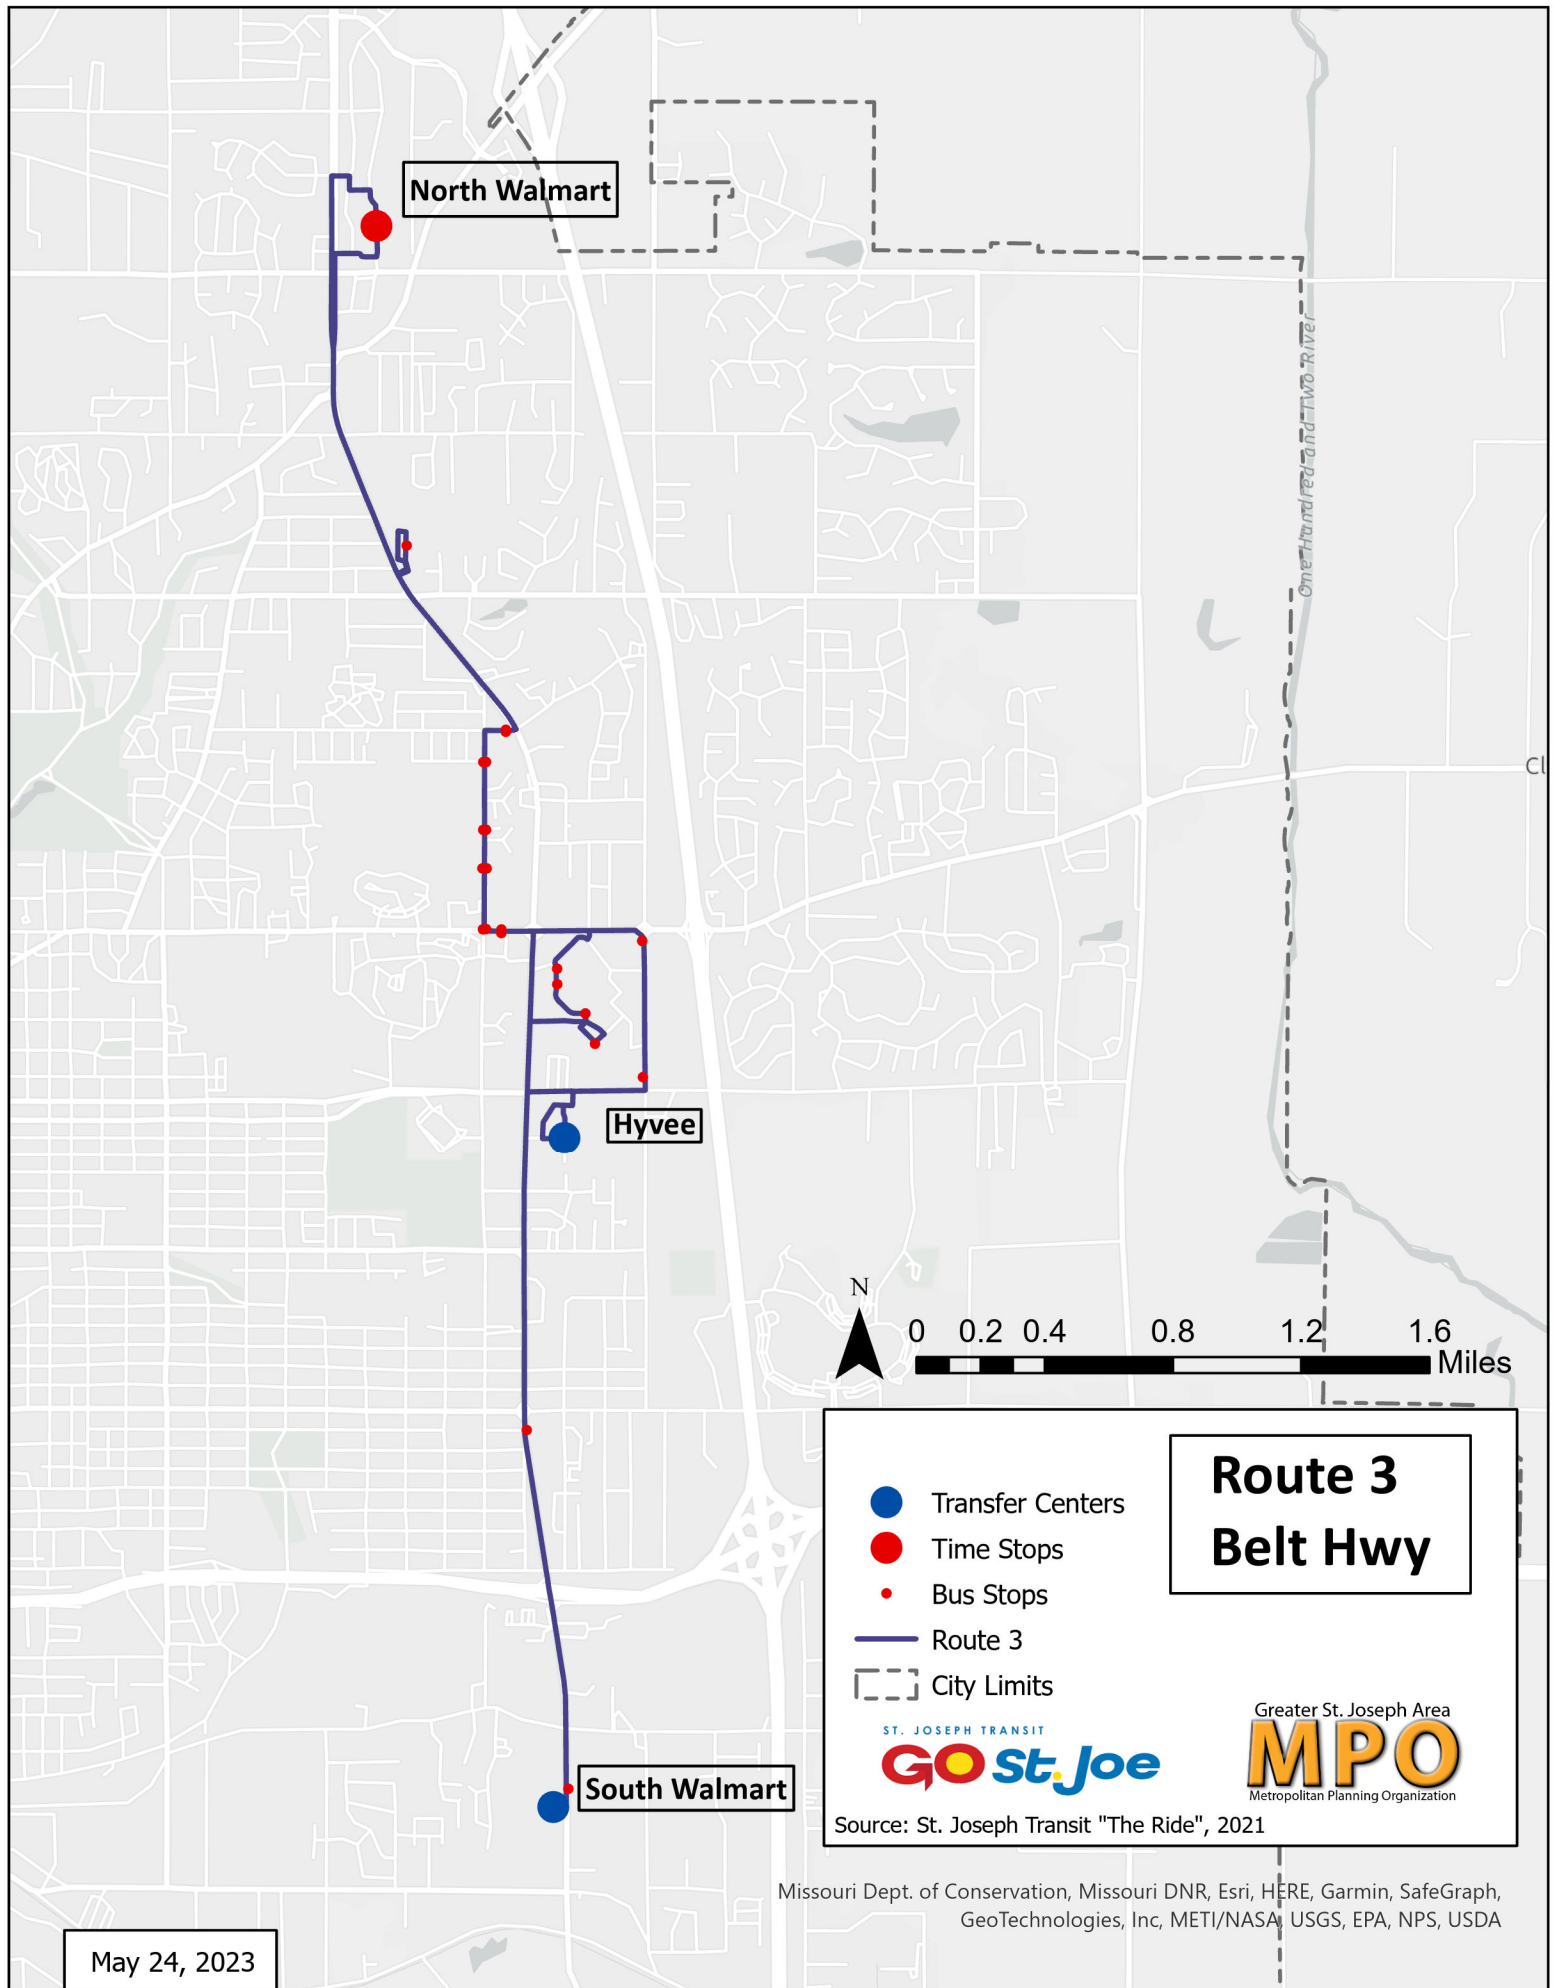 North Walmart
One Hundred and Two River
Cl
Hyvee
N
0 0.2 0.4 0.8 1.2 1.6
Miles
Route 3
Belt Hwy
Transfer Centers
Time Stops
Bus Stops
Route 3
City Limits
ST. JOSEPH TRANSIT
GO St. Joe
Greater St. Joseph Area
MPO
Metropolitan Planning Organization
Source: St. Joseph Transit "The Ride", 2021
South Walmart
Missouri Dept. of Conservation, Missouri DNR, Esri, HERE, Garmin, SafeGraph,
GeoTechnologies, Inc, METI/NASA, USGS, EPA, NPS, USDA
May 24, 2023